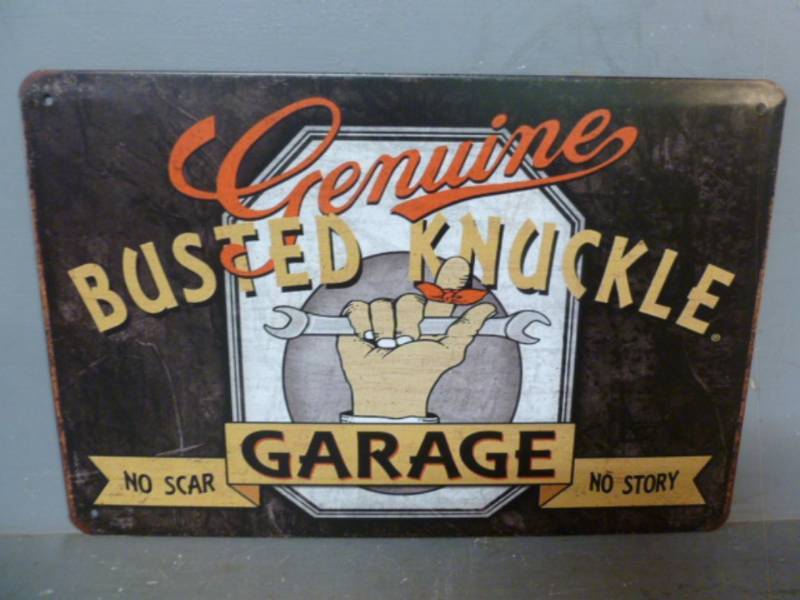 Genuine
BUSTED KNUCKLE®
GARAGE
NO SCAR
NO STORY